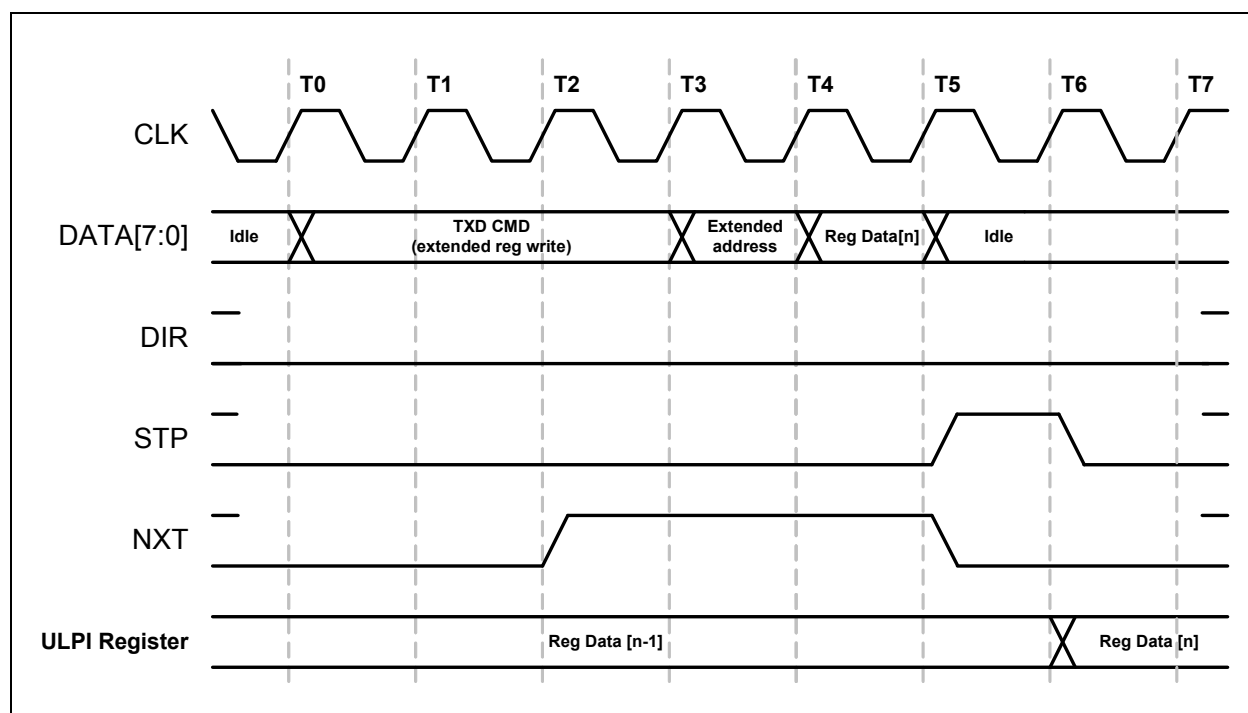 T0 T1 T2 T3 T4 T5 T6 T7
CLK
DATA[7:0] Idle TXD CMD Extended Reg Data[n] Idle
(extended reg write) address
DIR
STP
NXT
ULPI Register Reg Data [n-1] Reg Data [n]